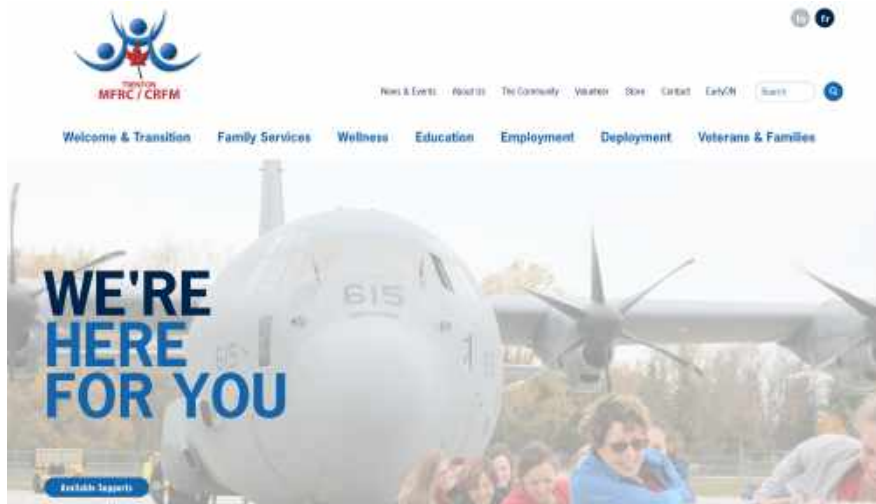 fr
TRENTON
MFRC / CRFM
News & Events About Us The Community Volunteer Store Contact EarlyON Search
Welcome & Transition Family Services Wellness Education Employment Deployment Veterans & Families
615
WE'RE
HERE
FOR YOU
Available Supports